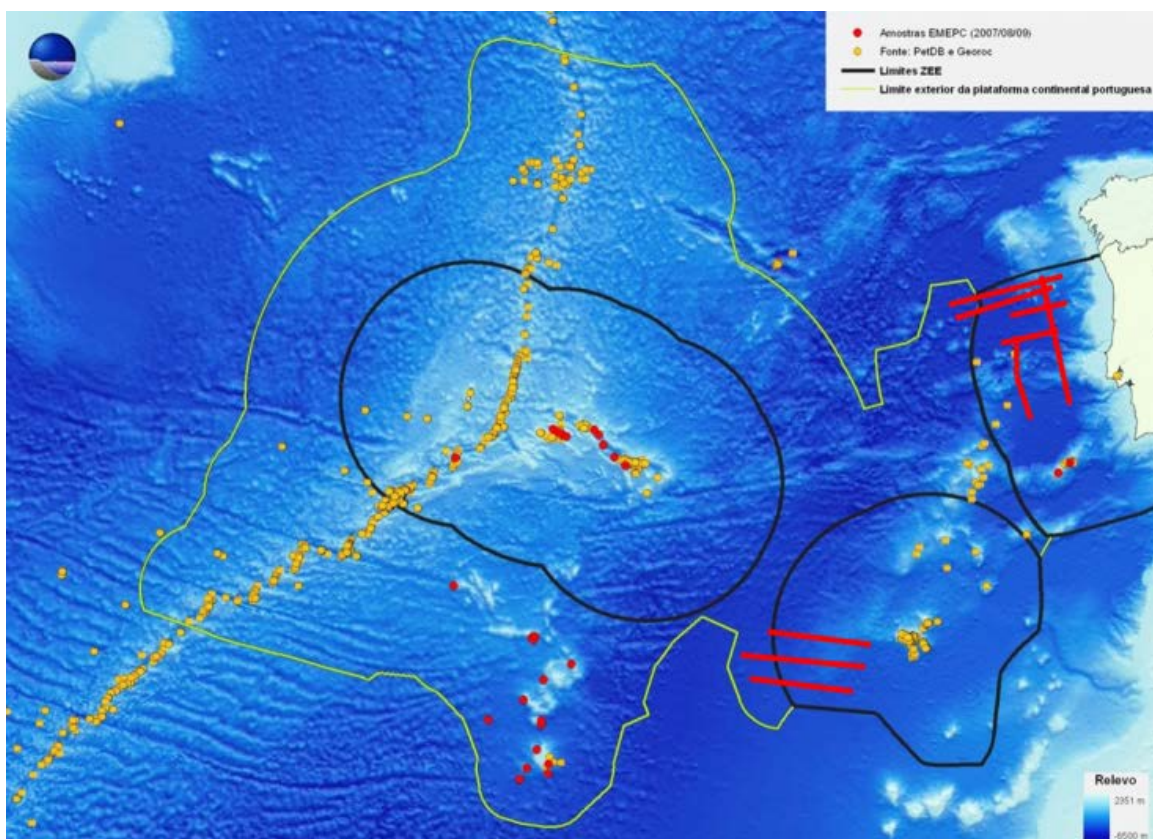 Amostras EMEPC (2007/08/09)
Fonte: PetDB e Georoc
Limites ZEE
Limite exterior da plataforma continental portuguesa
Relevo
2351 m
-6500 m